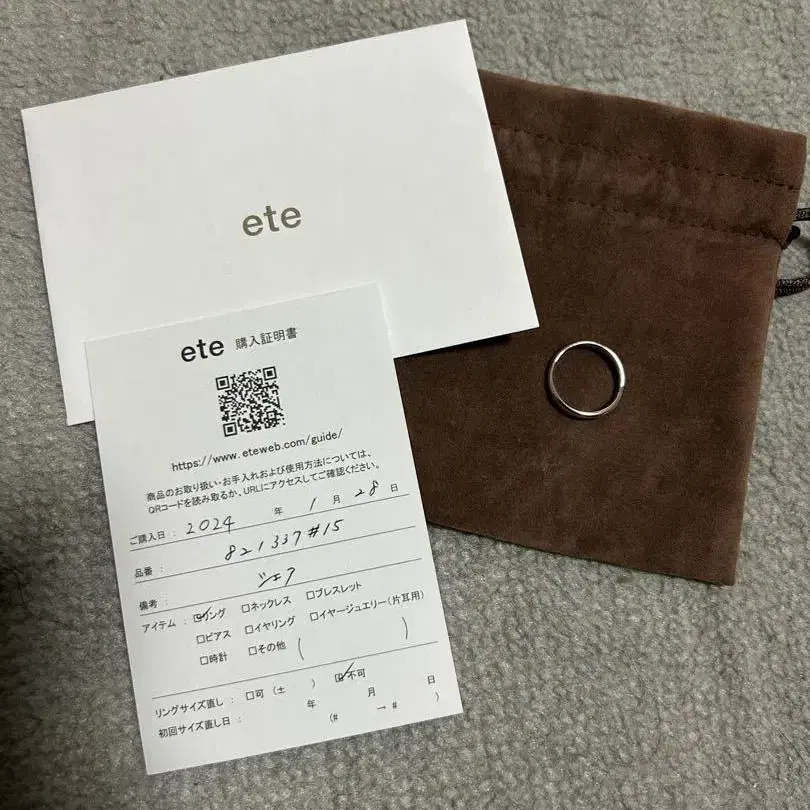 ete
ete 購入証明書
https://www.eteweb.com/guide/
商品のお取り扱い・お手入れおよび使用方法については、
QRコードを読み取るか、URLにアクセスしてご確認ください。
ご購入日： 2024 年 1 月 28 日
品番： 821337#15
備考： シェア
アイテム： ☑リング □ネックレス □ブレスレット
□ピアス □イヤリング □イヤージュエリー(片耳用)
□時計 □その他 ( )
リングサイズ直し： □可 (± ) ☑不可
初回サイズ直し日： 年 月 日
(# → # )